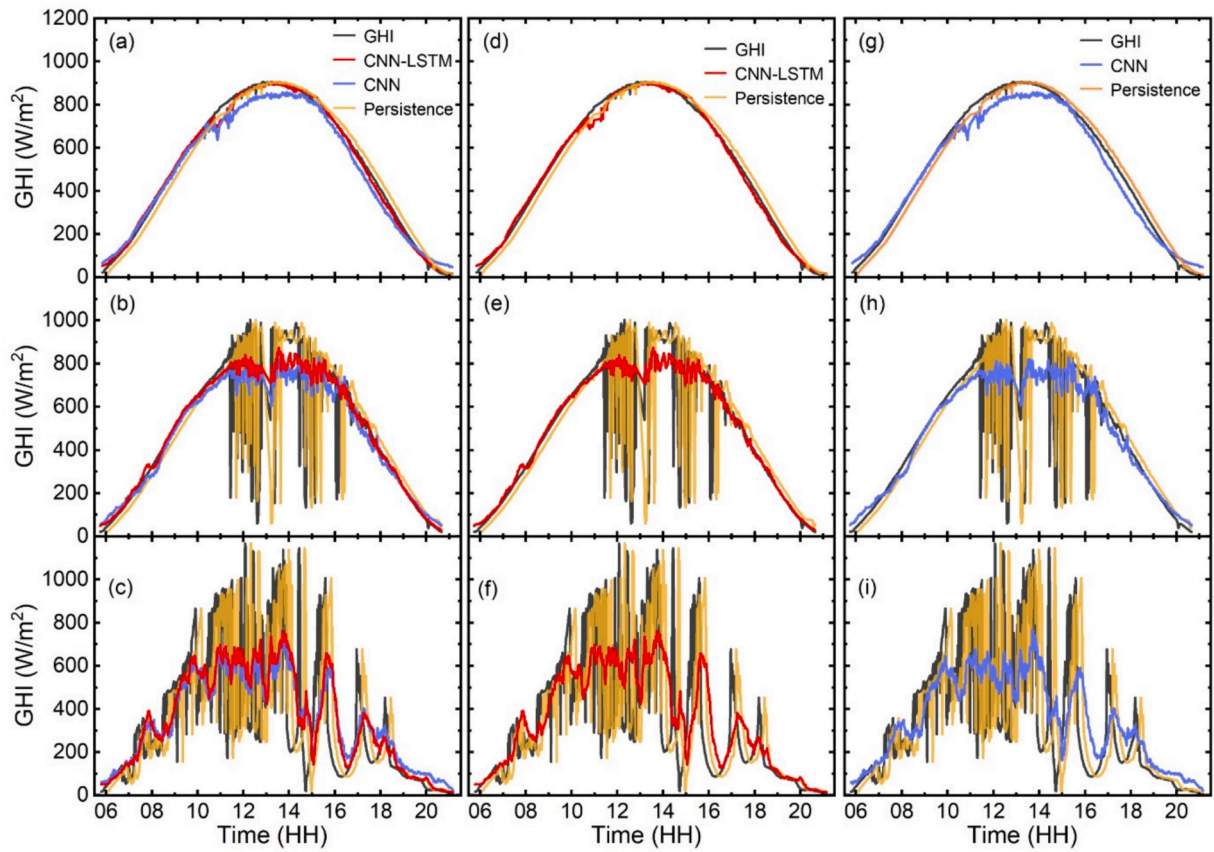 1200
1000
800
600
400
200
0
GHI (W/m²)
(a)
GHI
CNN-LSTM
CNN
Persistence
(d)
GHI
CNN-LSTM
Persistence
(g)
GHI
CNN
Persistence
1000
800
600
400
200
0
GHI (W/m²)
(b)
(e)
(h)
1000
800
600
400
200
0
GHI (W/m²)
(c)
(f)
(i)
06 08 10 12 14 16 18 20
06 08 10 12 14 16 18 20
06 08 10 12 14 16 18 20
Time (HH)
Time (HH)
Time (HH)